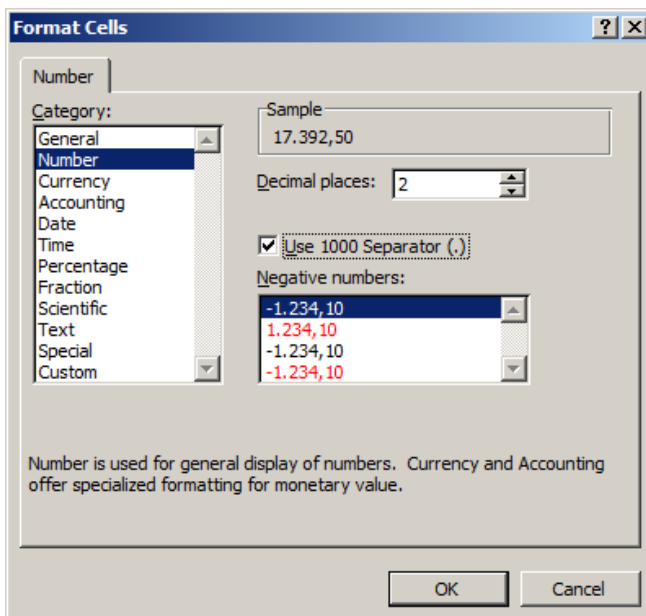 Format Cells
Number
Category:
General
Number
Currency
Accounting
Date
Time
Percentage
Fraction
Scientific
Text
Special
Custom
Sample
17.392,50
Decimal places: 2
Use 1000 Separator (.)
Negative numbers:
-1.234,10
1.234,10
-1.234,10
-1.234,10
Number is used for general display of numbers. Currency and Accounting
offer specialized formatting for monetary value.
OK Cancel